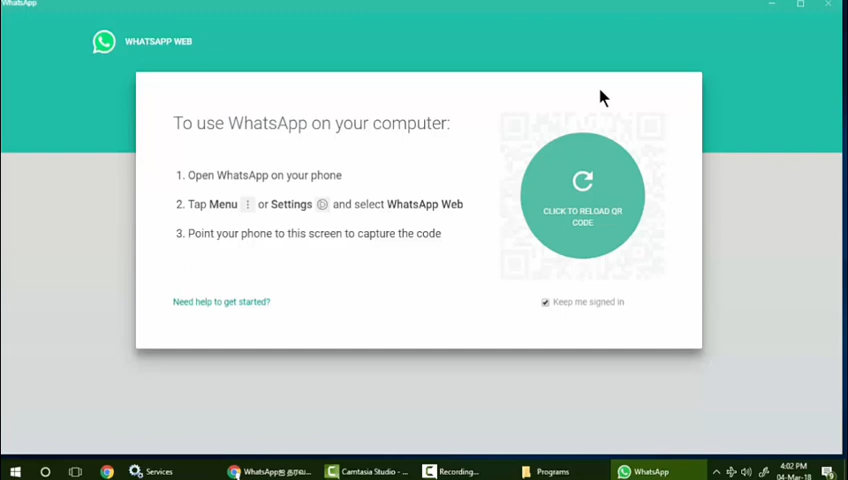 WhatsApp
WHATSAPP WEB
To use WhatsApp on your computer:
1. Open WhatsApp on your phone
2. Tap Menu or Settings and select WhatsApp Web
3. Point your phone to this screen to capture the code
CLICK TO RELOAD QR
CODE
Need help to get started?
Keep me signed in
Services
WhatsAppஐ தரவ...
Camtasia Studio - ...
Recording...
Programs
WhatsApp
4:02 PM
04-Mar-18